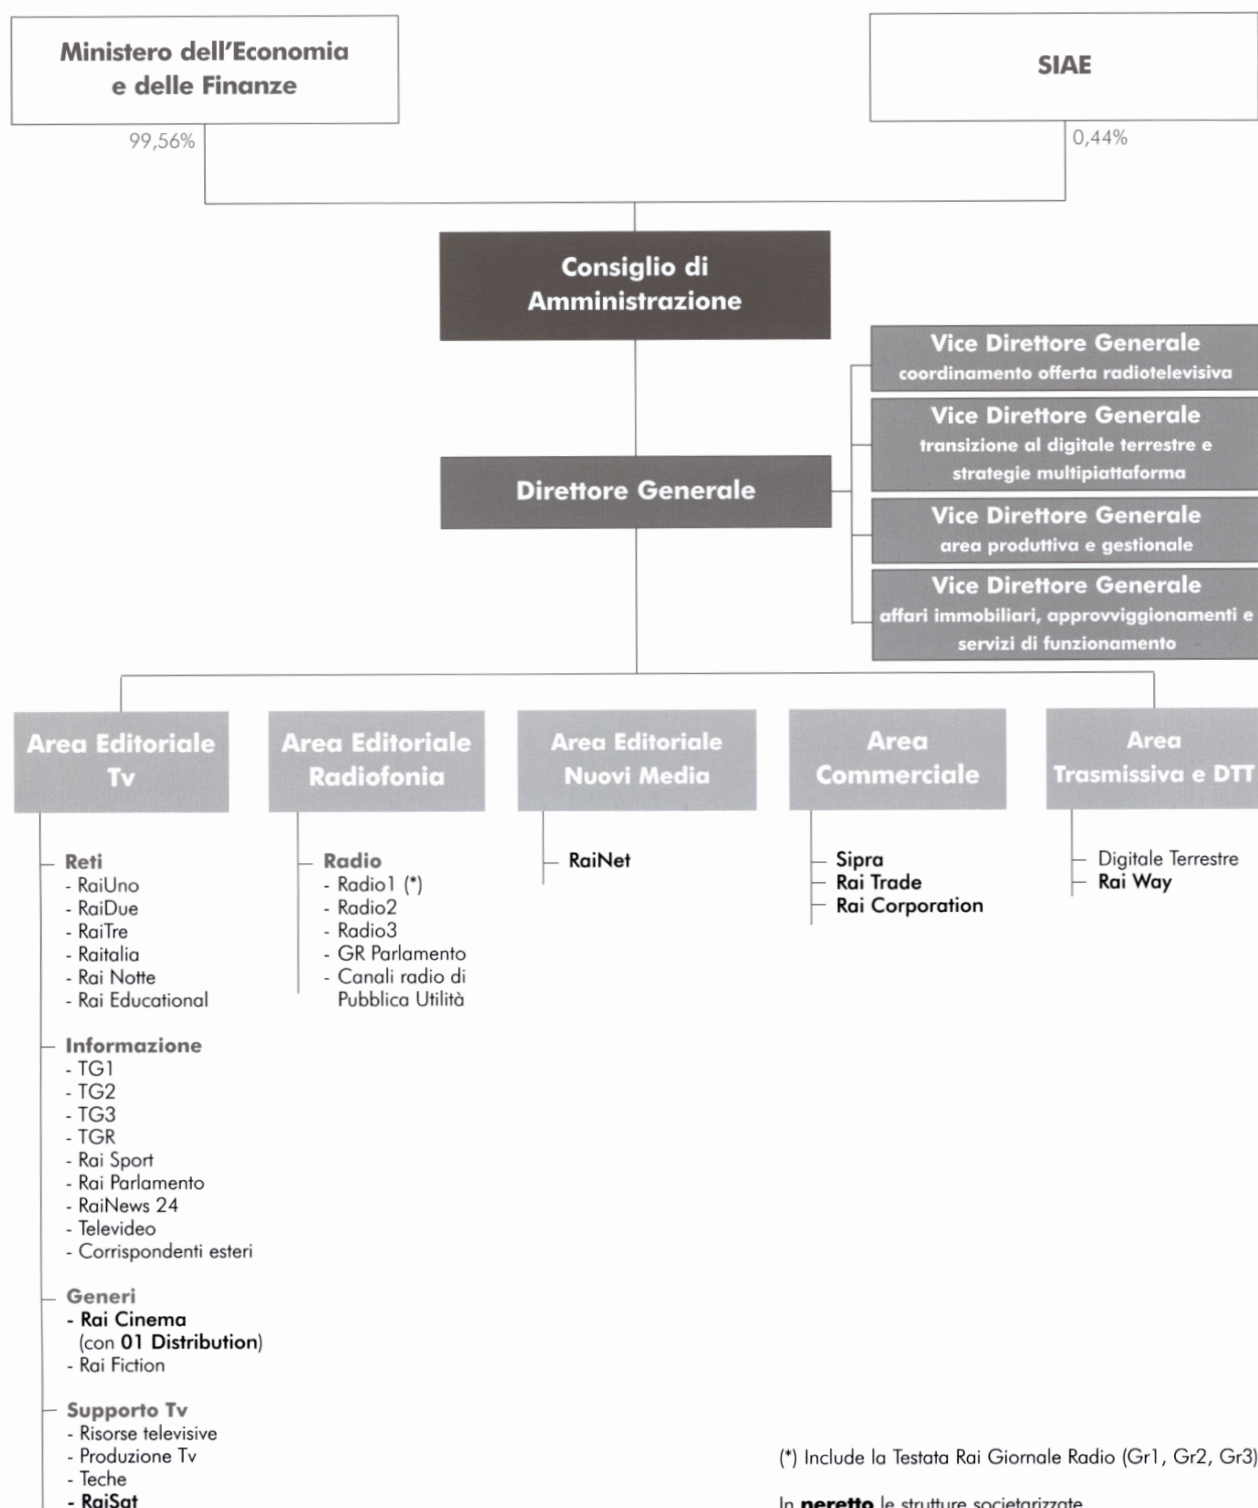 Ministero dell'Economia
e delle Finanze
SIAE
99,56%
0,44%
Consiglio di
Amministrazione
Vice Direttore Generale
coordinamento offerta radiotelevisiva
Vice Direttore Generale
transizione al digitale terrestre e
strategie multipiattaforma
Direttore Generale
Vice Direttore Generale
area produttiva e gestionale
Vice Direttore Generale
affari immobiliari, approvviggionamenti e
servizi di funzionamento
Area Editoriale
Tv
Reti
- RaiUno
- RaiDue
- RaiTre
- Raitalia
- Rai Notte
- Rai Educational
Informazione
- TG1
- TG2
- TG3
- TGR
- Rai Sport
- Rai Parlamento
- RaiNews 24
- Televideo
- Corrispondenti esteri
Generi
- Rai Cinema
(con 01 Distribution)
- Rai Fiction
Supporto Tv
- Risorse televisive
- Produzione Tv
- Teche
- RaiSat
Area Editoriale
Radiofonia
Radio
- Radio1 (*)
- Radio2
- Radio3
- GR Parlamento
- Canali radio di
Pubblica Utilità
Area Editoriale
Nuovi Media
RaiNet
Area
Commerciale
Sipra
Rai Trade
Rai Corporation
Area
Trasmissiva e DTT
Digitale Terrestre
Rai Way
(*) Include la Testata Rai Giornale Radio (Gr1, Gr2, Gr3)
In neretto le strutture societarizzate